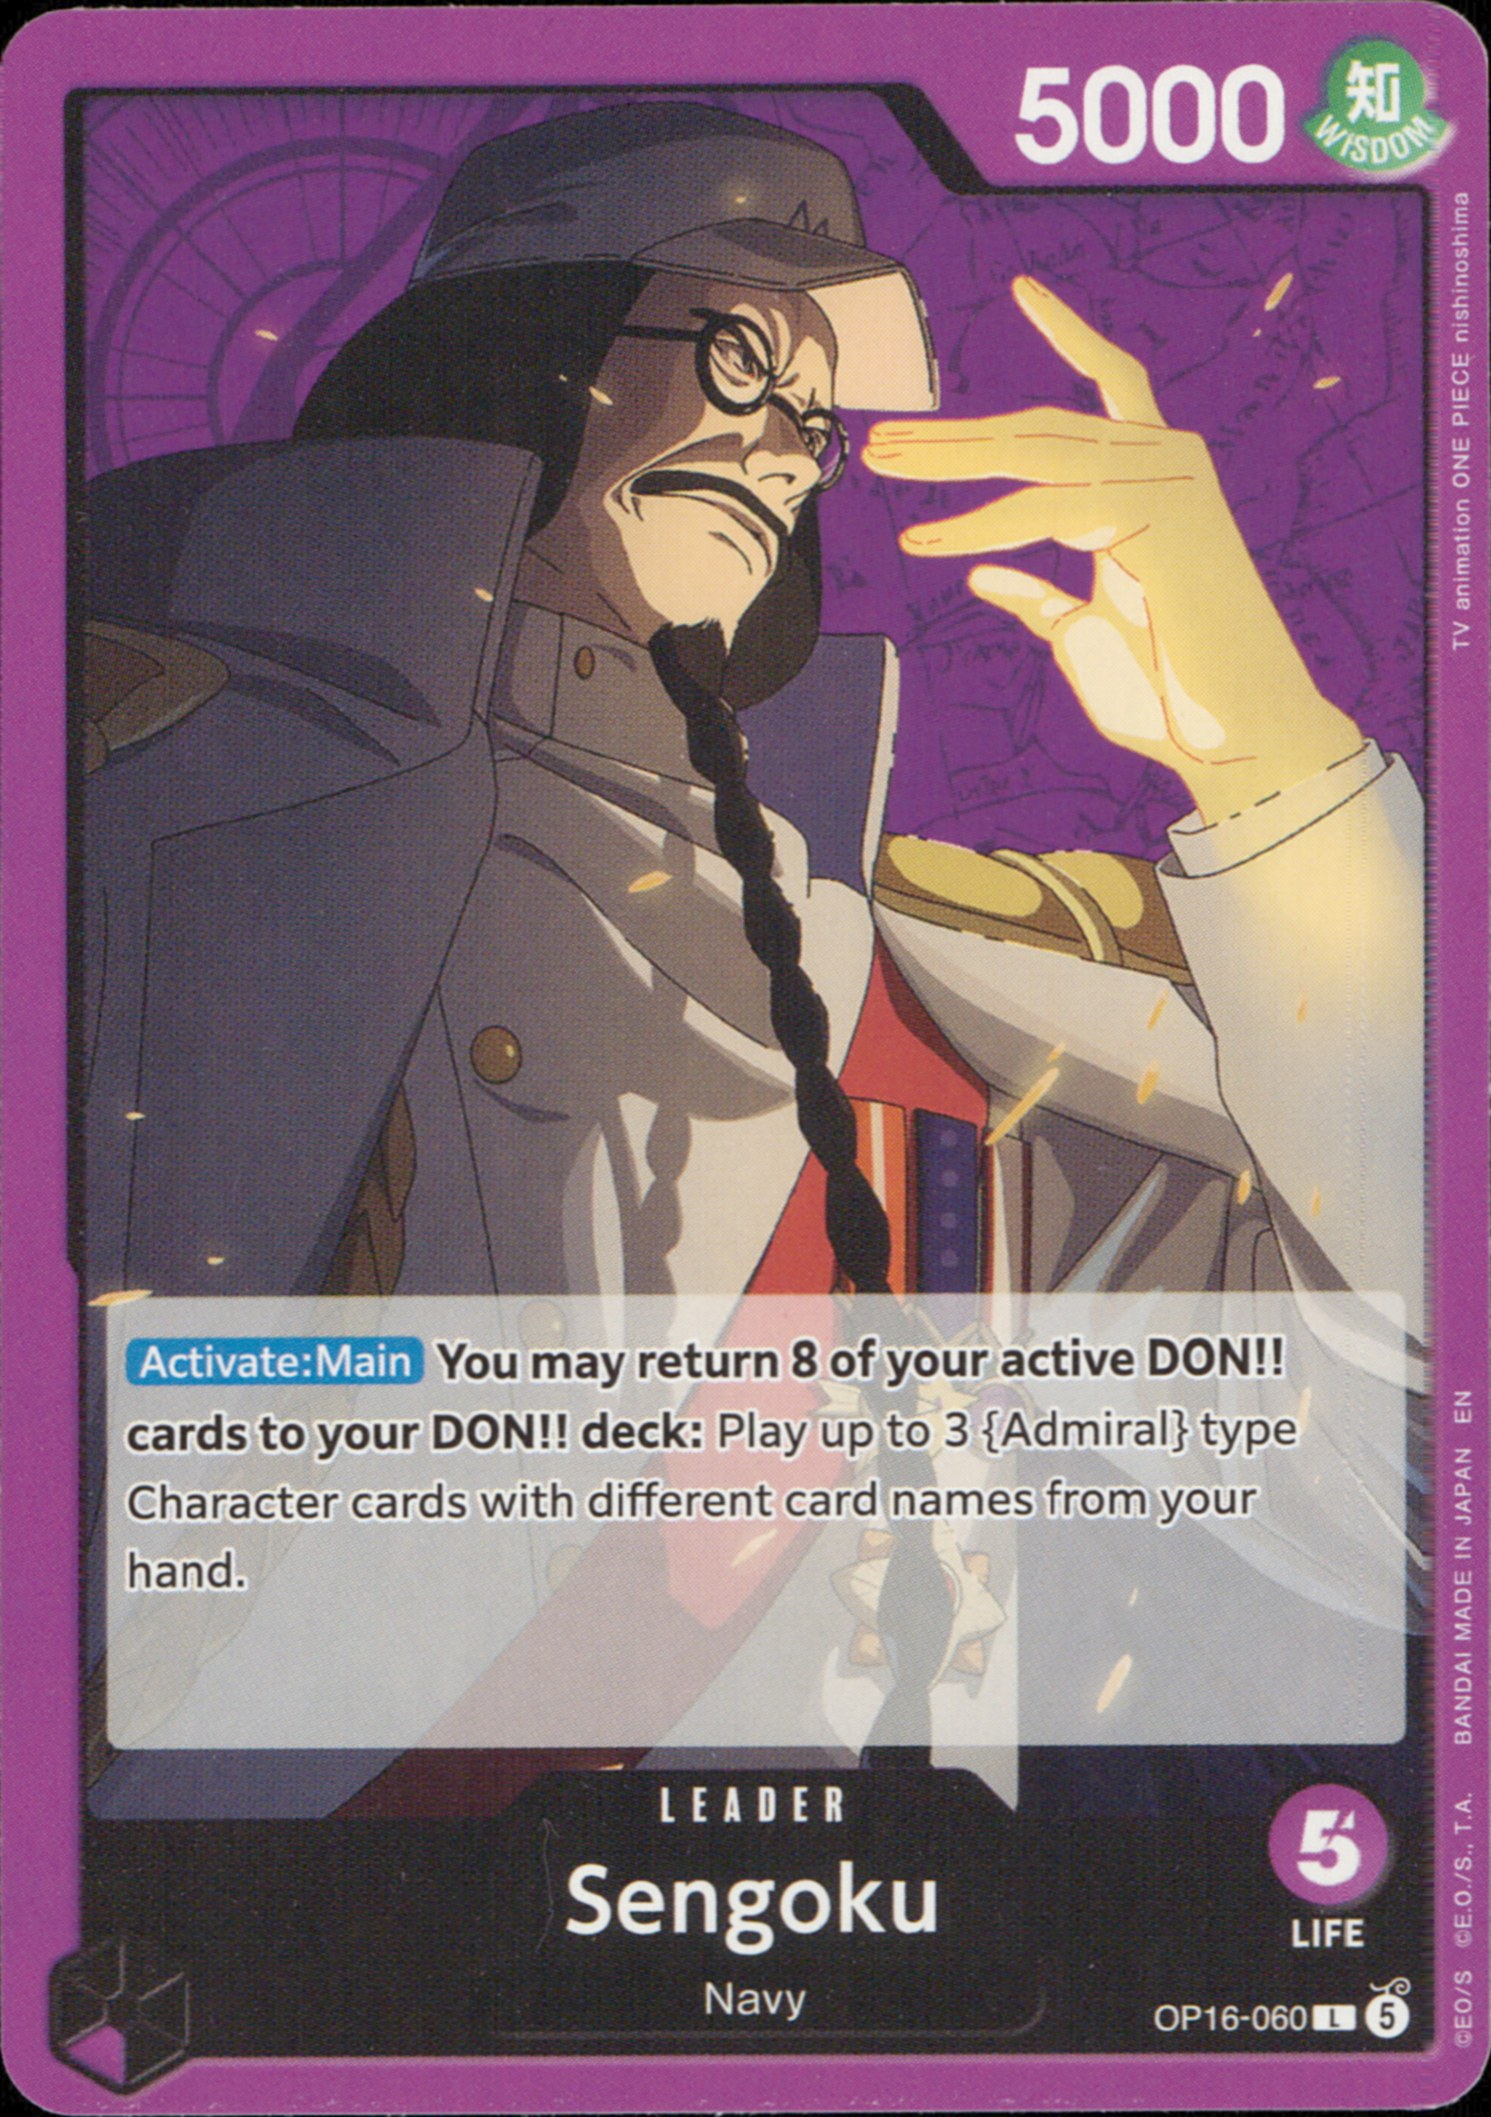 5000
知
WISDOM
TV animation ONE PIECE nishinoshima
Activate:Main You may return 8 of your active DON!!
cards to your DON!! deck: Play up to 3 {Admiral} type
Character cards with different card names from your
hand.
LEADER
Sengoku
Navy
5
LIFE
OP16-060 L 5
©EO/S ©E.O./S., T.A. BANDAI MADE IN JAPAN EN